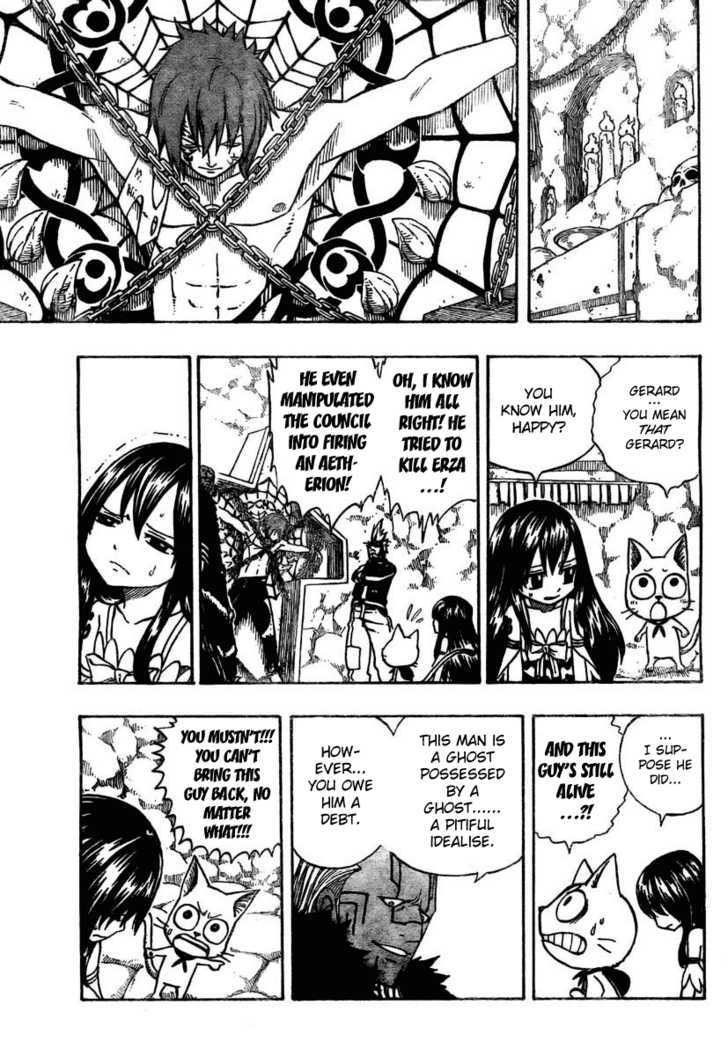 GERARD
...
YOU MEAN
THAT
GERARD?
YOU
KNOW HIM,
HAPPY?
OH, I KNOW
HIM ALL
RIGHT! HE
TRIED TO
KILL ERZA
...!
HE EVEN
MANIPULATED
THE COUNCIL
INTO FIRING
AN AETH-
ERION!
...
I SUP-
POSE HE
DID...
AND THIS
GUY'S STILL
ALIVE
...?!
THIS MAN IS
A GHOST
POSSESSED
BY A
GHOST......
A PITIFUL
IDEALISE.
HOW-
EVER...
YOU OWE
HIM A
DEBT.
YOU MUSTN'T!!!
YOU CAN'T
BRING THIS
GUY BACK, NO
MATTER
WHAT!!!